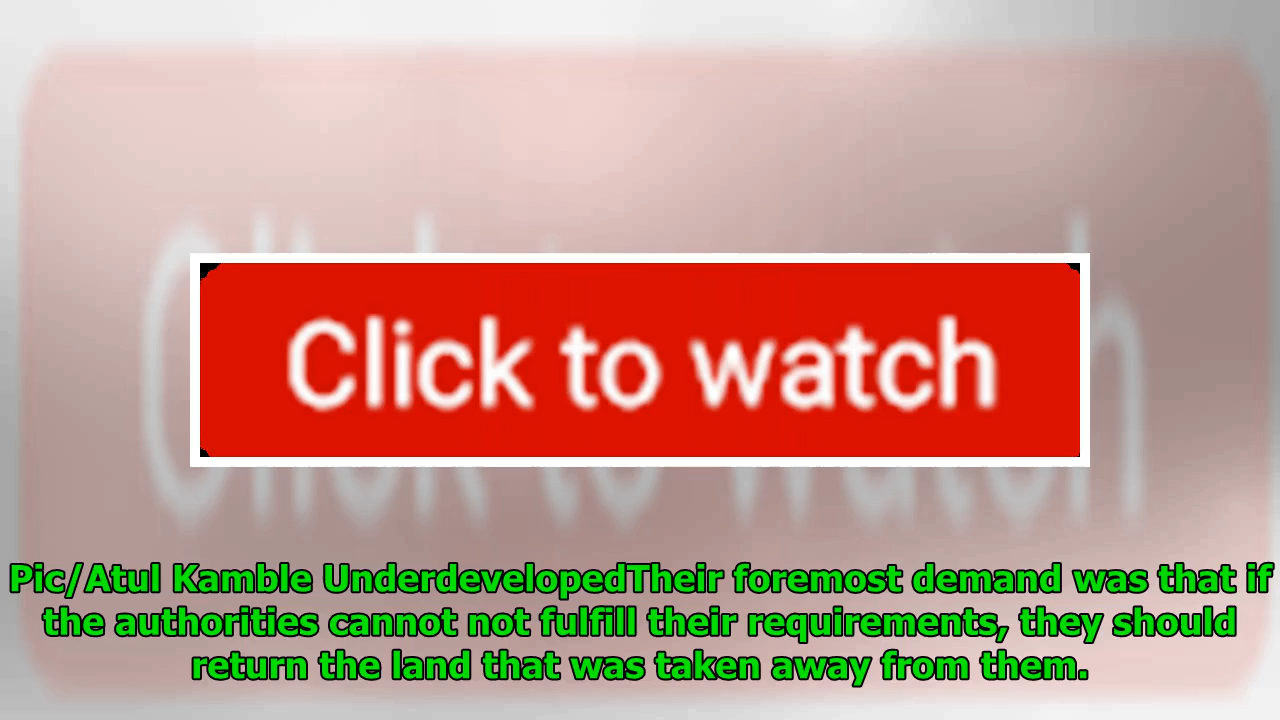 Click to watch
Pic/Atul Kamble UnderdevelopedTheir foremost demand was that if
the authorities cannot not fulfill their requirements, they should
return the land that was taken away from them.